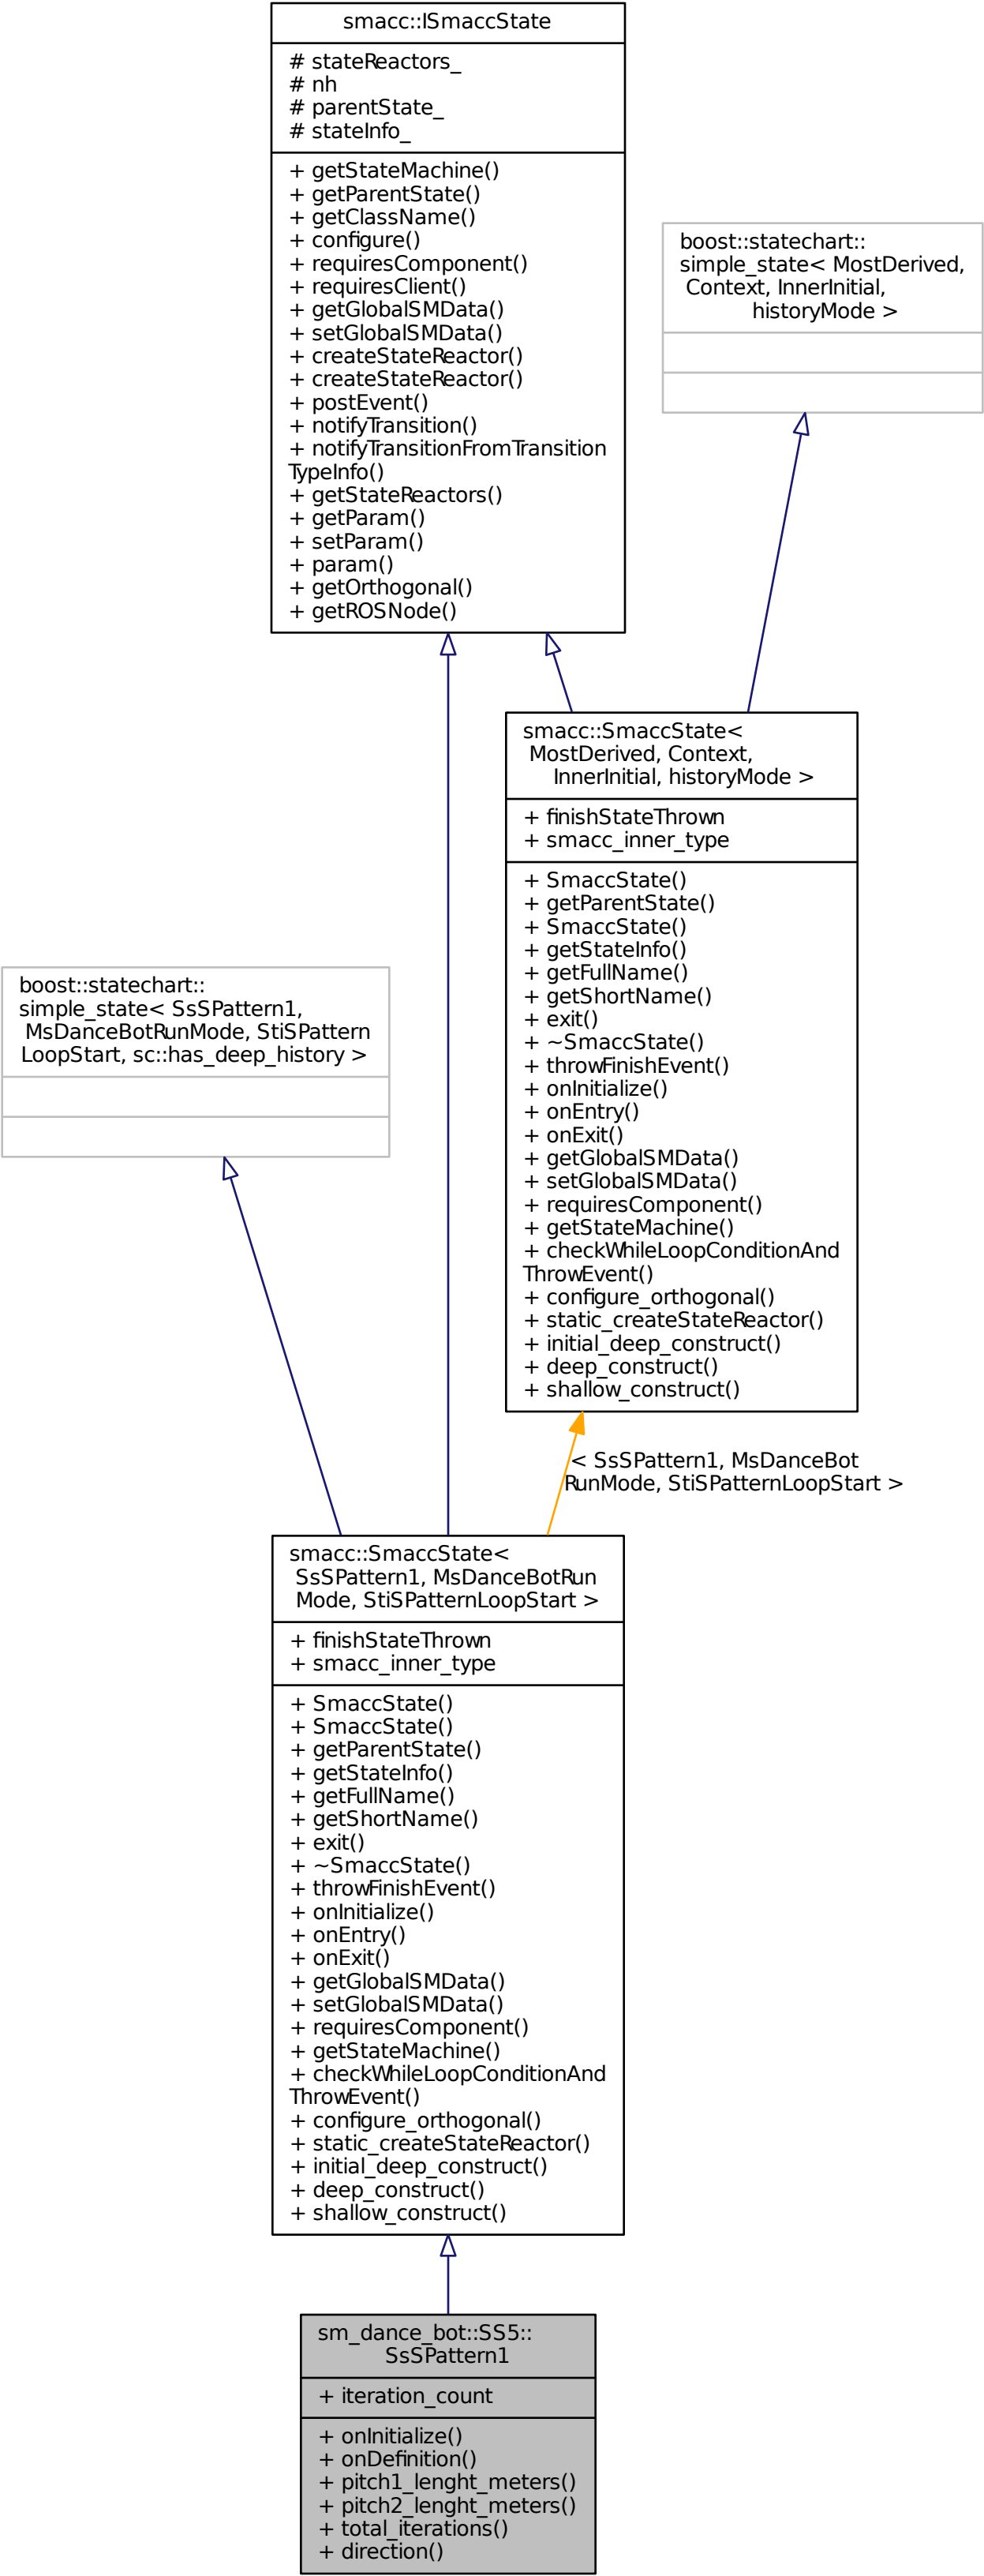 smacc::ISmaccState
# stateReactors_
# nh
# parentState_
# stateInfo_
+ getStateMachine()
+ getParentState()
+ getClassName()
+ configure()
+ requiresComponent()
+ requiresClient()
+ getGlobalSMData()
+ setGlobalSMData()
+ createStateReactor()
+ createStateReactor()
+ postEvent()
+ notifyTransition()
+ notifyTransitionFromTransition
TypeInfo()
+ getStateReactors()
+ getParam()
+ setParam()
+ param()
+ getOrthogonal()
+ getROSNode()
boost::statechart::
simple_state< MostDerived,
Context, InnerInitial,
historyMode >
smacc::SmaccState<
MostDerived, Context,
InnerInitial, historyMode >
+ finishStateThrown
+ smacc_inner_type
+ SmaccState()
+ getParentState()
+ SmaccState()
+ getStateInfo()
+ getFullName()
+ getShortName()
+ exit()
+ ~SmaccState()
+ throwFinishEvent()
+ onInitialize()
+ onEntry()
+ onExit()
+ getGlobalSMData()
+ setGlobalSMData()
+ requiresComponent()
+ getStateMachine()
+ checkWhileLoopConditionAnd
ThrowEvent()
+ configure_orthogonal()
+ static_createStateReactor()
+ initial_deep_construct()
+ deep_construct()
+ shallow_construct()
boost::statechart::
simple_state< SsSPattern1,
MsDanceBotRunMode, StiSPattern
LoopStart, sc::has_deep_history >
< SsSPattern1, MsDanceBot
RunMode, StiSPatternLoopStart >
smacc::SmaccState<
SsSPattern1, MsDanceBotRun
Mode, StiSPatternLoopStart >
+ finishStateThrown
+ smacc_inner_type
+ SmaccState()
+ SmaccState()
+ getParentState()
+ getStateInfo()
+ getFullName()
+ getShortName()
+ exit()
+ ~SmaccState()
+ throwFinishEvent()
+ onInitialize()
+ onEntry()
+ onExit()
+ getGlobalSMData()
+ setGlobalSMData()
+ requiresComponent()
+ getStateMachine()
+ checkWhileLoopConditionAnd
ThrowEvent()
+ configure_orthogonal()
+ static_createStateReactor()
+ initial_deep_construct()
+ deep_construct()
+ shallow_construct()
sm_dance_bot::SS5::
SsSPattern1
+ iteration_count
+ onInitialize()
+ onDefinition()
+ pitch1_lenght_meters()
+ pitch2_lenght_meters()
+ total_iterations()
+ direction()